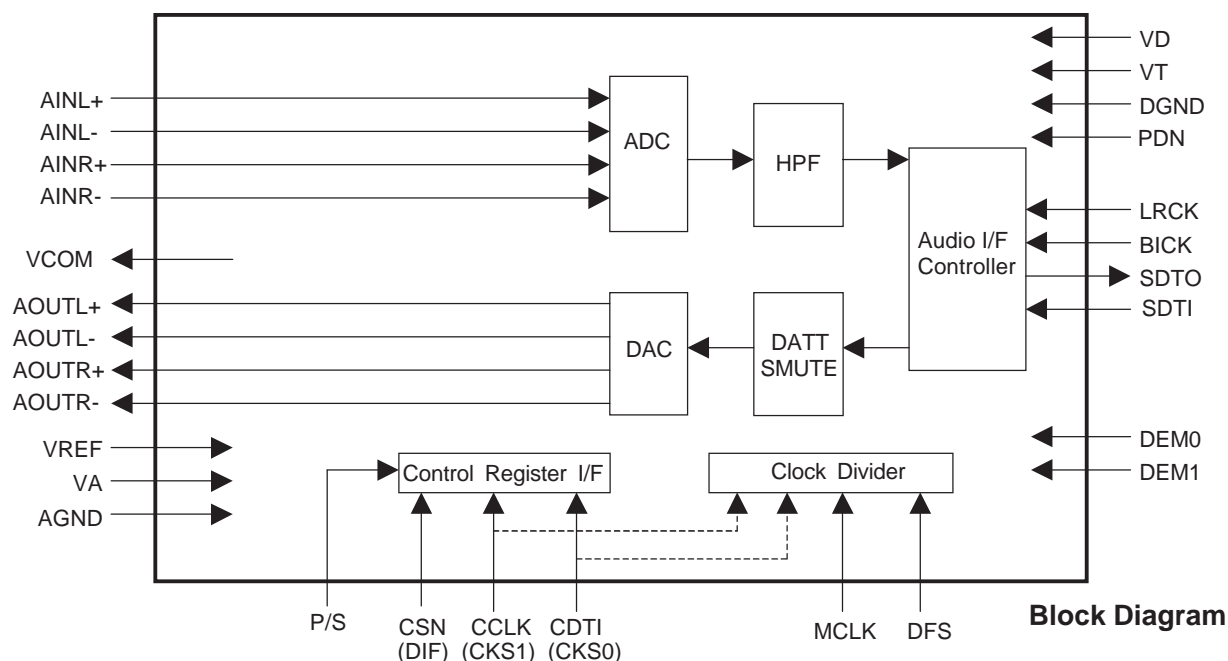 AINL+
AINL-
AINR+
AINR-
VCOM
AOUTL+
AOUTL-
AOUTR+
AOUTR-
VREF
VA
AGND
ADC
HPF
Audio I/F
Controller
DAC
DATT
SMUTE
Control Register I/F
Clock Divider
VD
VT
DGND
PDN
LRCK
BICK
SDTO
SDTI
DEM0
DEM1
P/S
CSN
(DIF)
CCLK
(CKS1)
CDTI
(CKS0)
MCLK
DFS
Block Diagram